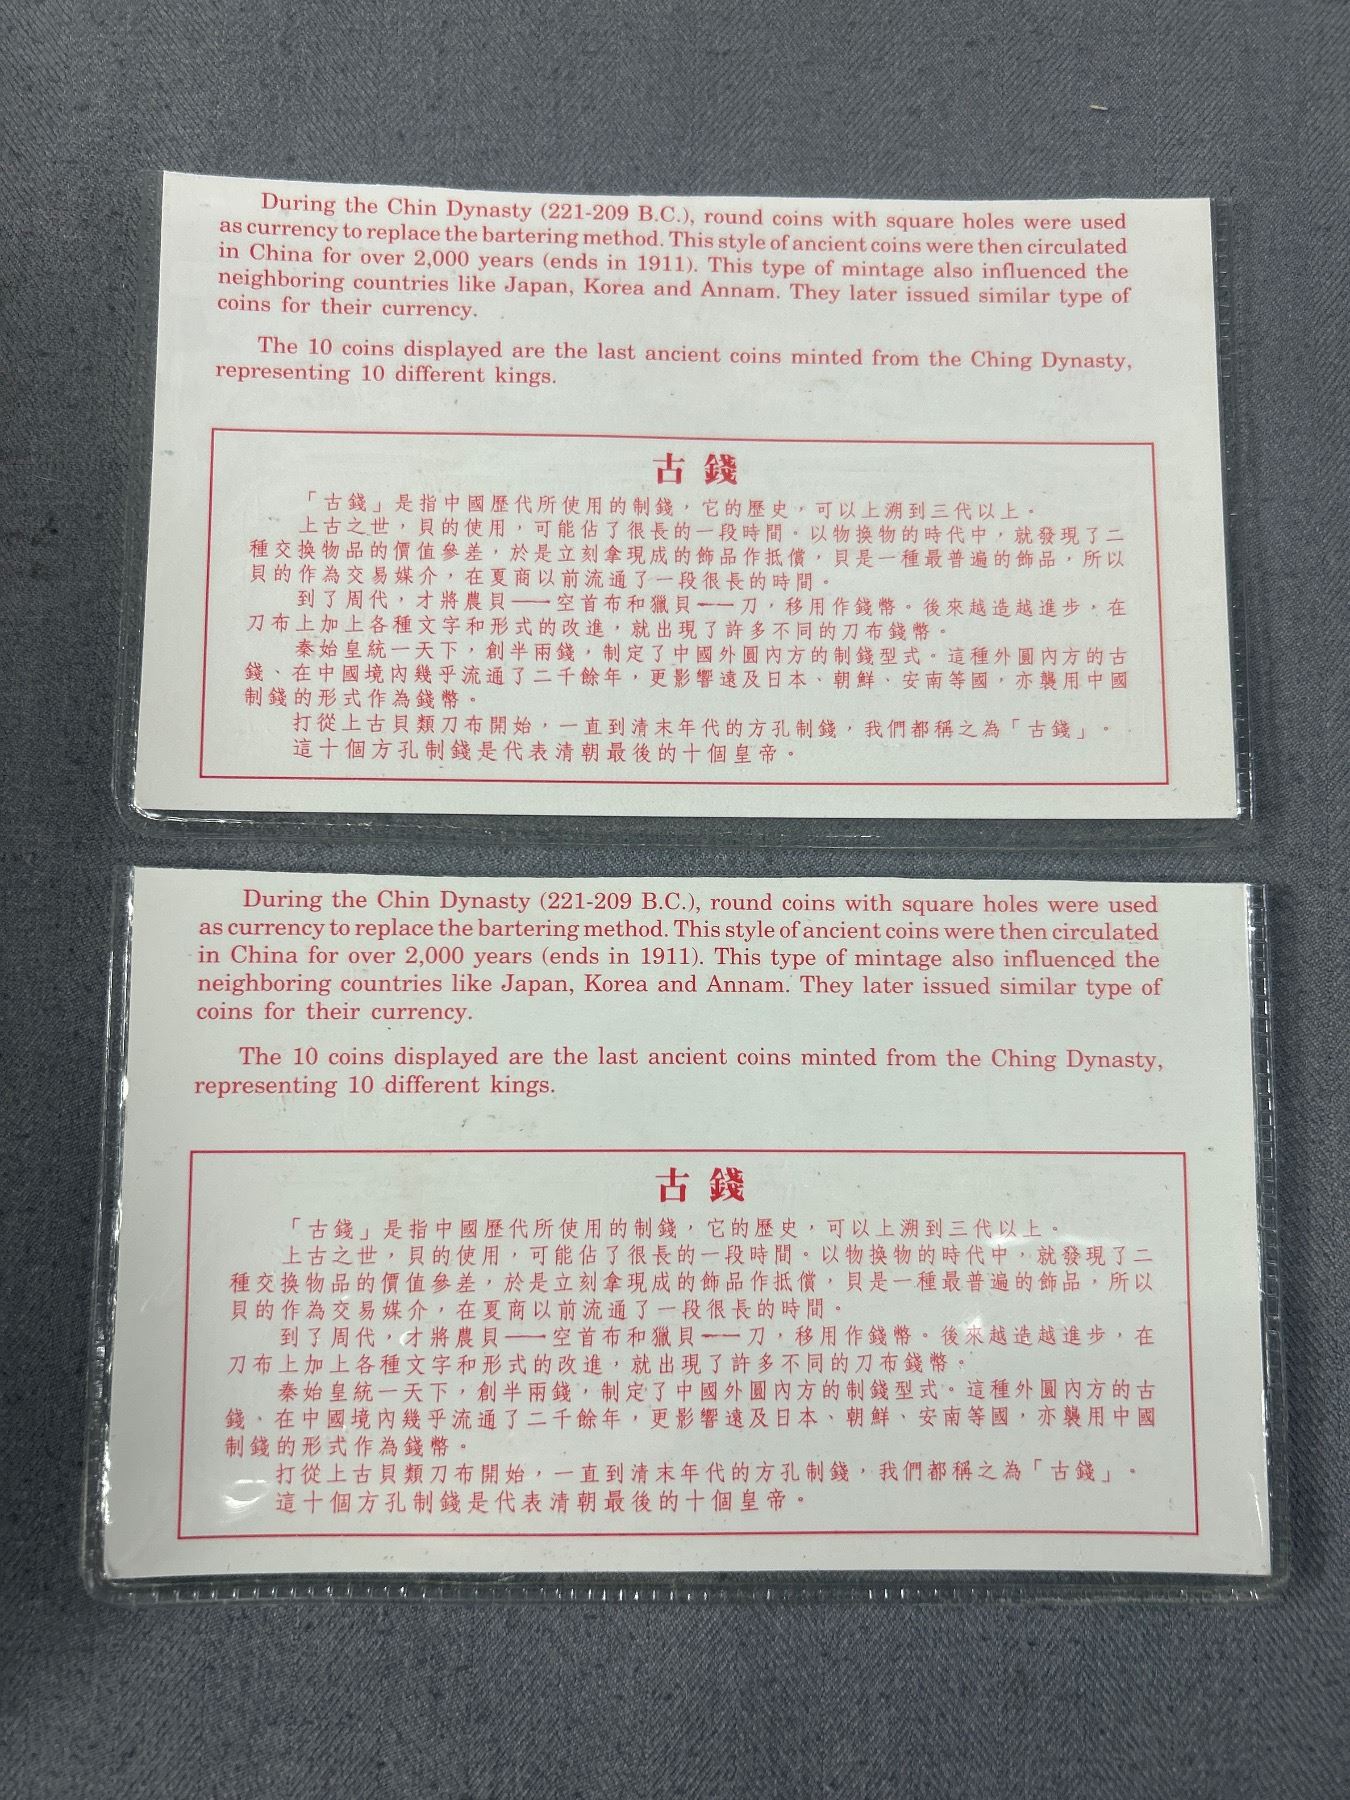 During the Chin Dynasty (221-209 B.C.), round coins with square holes were used
as currency to replace the bartering method. This style of ancient coins were then circulated
in China for over 2,000 years (ends in 1911). This type of mintage also influenced the
neighboring countries like Japan, Korea and Annam. They later issued similar type of
coins for their currency.
The 10 coins displayed are the last ancient coins minted from the Ching Dynasty,
representing 10 different kings.
古錢
「古錢」是指中國歷代所使用的制錢，它的歷史，可以上溯到三代以上。
上古之世，貝的使用，可能佔了很長的一段時間。以物換物的時代中，就發現了二
種交換物品的價值參差，於是立刻拿現成的飾品作抵償，貝是一種最普遍的飾品，所以
貝的作為交易媒介，在夏商以前流通了一段很長的時間。
到了周代，才將農貝——空首布和獵貝——刀，移用作錢幣。後來越造越進步，在
刀布上加上各種文字和形式的改進，就出現了許多不同的刀布錢幣。
秦始皇統一天下，創半兩錢，制定了中國外圓內方的制錢型式。這種外圓內方的古
錢、在中國境內幾乎流通了二千餘年，更影響遠及日本、朝鮮、安南等國，亦襲用中國
制錢的形式作為錢幣。
打從上古貝類刀布開始，一直到清末年代的方孔制錢，我們都稱之為「古錢」。
這十個方孔制錢是代表清朝最後的十個皇帝。
During the Chin Dynasty (221-209 B.C.), round coins with square holes were used
as currency to replace the bartering method. This style of ancient coins were then circulated
in China for over 2,000 years (ends in 1911). This type of mintage also influenced the
neighboring countries like Japan, Korea and Annam. They later issued similar type of
coins for their currency.
The 10 coins displayed are the last ancient coins minted from the Ching Dynasty,
representing 10 different kings.
古錢
「古錢」是指中國歷代所使用的制錢，它的歷史，可以上溯到三代以上。
上古之世，貝的使用，可能佔了很長的一段時間。以物換物的時代中，就發現了二
種交換物品的價值參差，於是立刻拿現成的飾品作抵償，貝是一種最普遍的飾品，所以
貝的作為交易媒介，在夏商以前流通了一段很長的時間。
到了周代，才將農貝——空首布和獵貝——刀，移用作錢幣。後來越造越進步，在
刀布上加上各種文字和形式的改進，就出現了許多不同的刀布錢幣。
秦始皇統一天下，創半兩錢，制定了中國外圓內方的制錢型式。這種外圓內方的古
錢、在中國境內幾乎流通了二千餘年，更影響遠及日本、朝鮮、安南等國，亦襲用中國
制錢的形式作為錢幣。
打從上古貝類刀布開始，一直到清末年代的方孔制錢，我們都稱之為「古錢」。
這十個方孔制錢是代表清朝最後的十個皇帝。